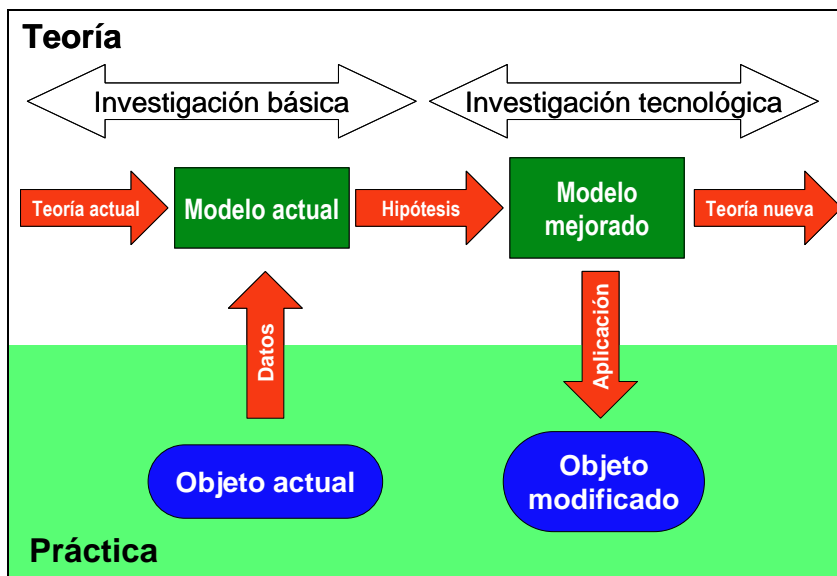 Teoría
Investigación básica
Investigación tecnológica
Teoría actual
Modelo actual
Hipótesis
Modelo
mejorado
Teoría nueva
Datos
Aplicación
Objeto actual
Objeto
modificado
Práctica